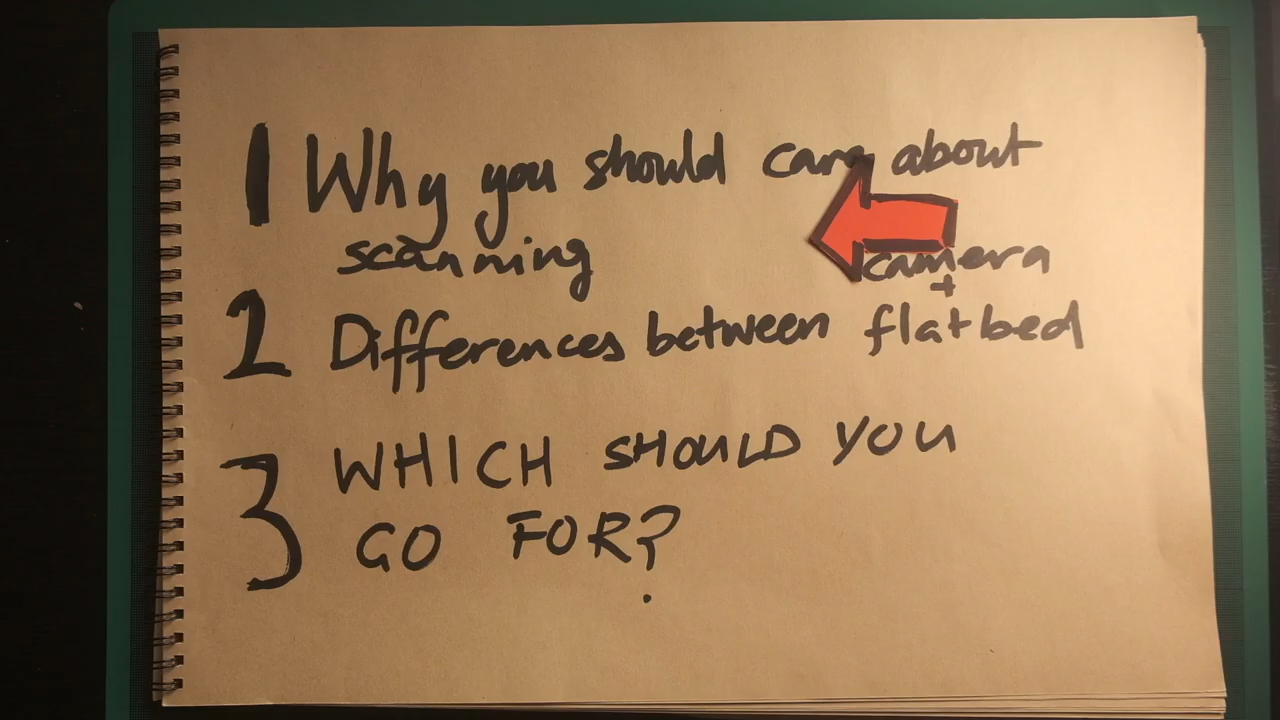 1 Why you should care about
scanning
camera
+
2 Differences between flatbed
3 WHICH SHOULD YOU
GO FOR?